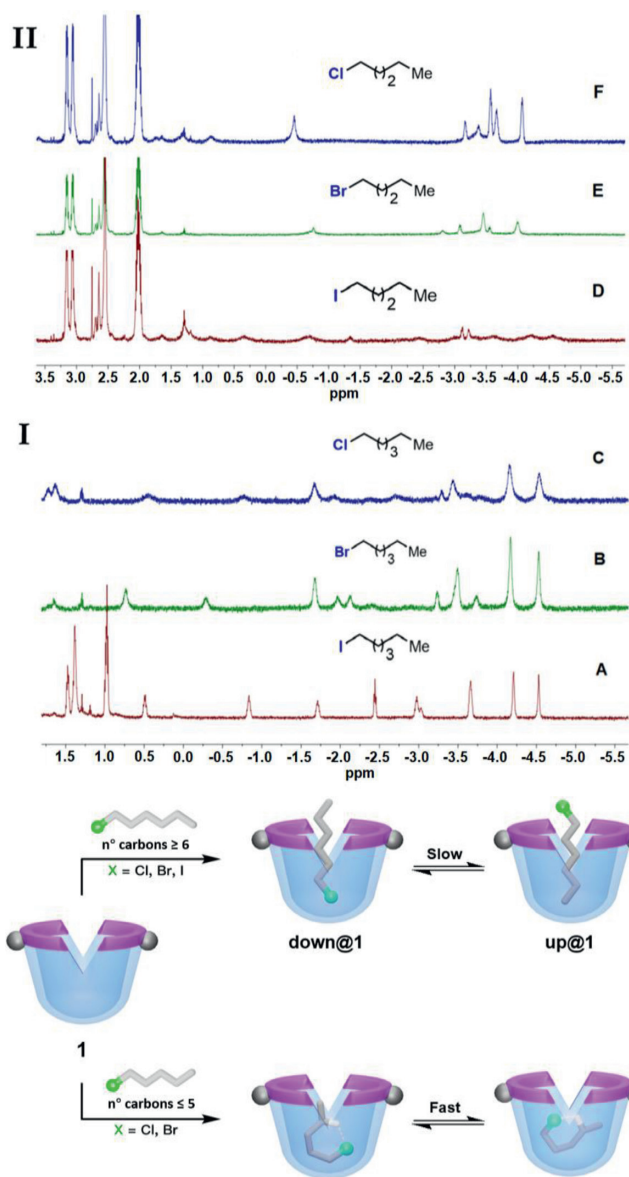 II
Cl 2 Me
F
Br 2 Me
E
I 2 Me
D
3.5 3.0 2.5 2.0 1.5 1.0 0.5 0.0 -0.5 -1.0 -1.5 -2.0 -2.5 -3.0 -3.5 -4.0 -4.5 -5.0 -5.5
ppm
I
Cl 3 Me
C
Br 3 Me
B
I 3 Me
A
1.5 1.0 0.5 0.0 -0.5 -1.0 -1.5 -2.0 -2.5 -3.0 -3.5 -4.0 -4.5 -5.0 -5.5
ppm
n° carbons ≥ 6
X = Cl, Br, I
Slow
down@1
up@1
1
n° carbons ≤ 5
X = Cl, Br
Fast